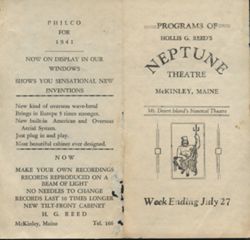 PHILCO
FOR
1941
NOW ON DISPLAY IN OUR
WINDOWS
SHOWS YOU SENSATIONAL NEW
INVENTIONS
New kind of overseas wave-band
Brings in Europe 5 times stronger.
New built-in American and Overseas
Aerial System.
Just plug in and play.
Most beautiful cabinet ever designed.
NOW
MAKE YOUR OWN RECORDINGS
RECORDS REPRODUCED ON A
BEAM OF LIGHT
NO NEEDLES TO CHANGE
RECORDS LAST 10 TIMES LONGER
NEW TILT-FRONT CABINET
H. G. REED
McKinley, Maine Tel. 166
PROGRAMS OF
HOLLIS G. REED'S
NEPTUNE
THEATRE
McKINLEY, MAINE
Mt. Desert Island's Nautical Theatre
Week Ending July 27